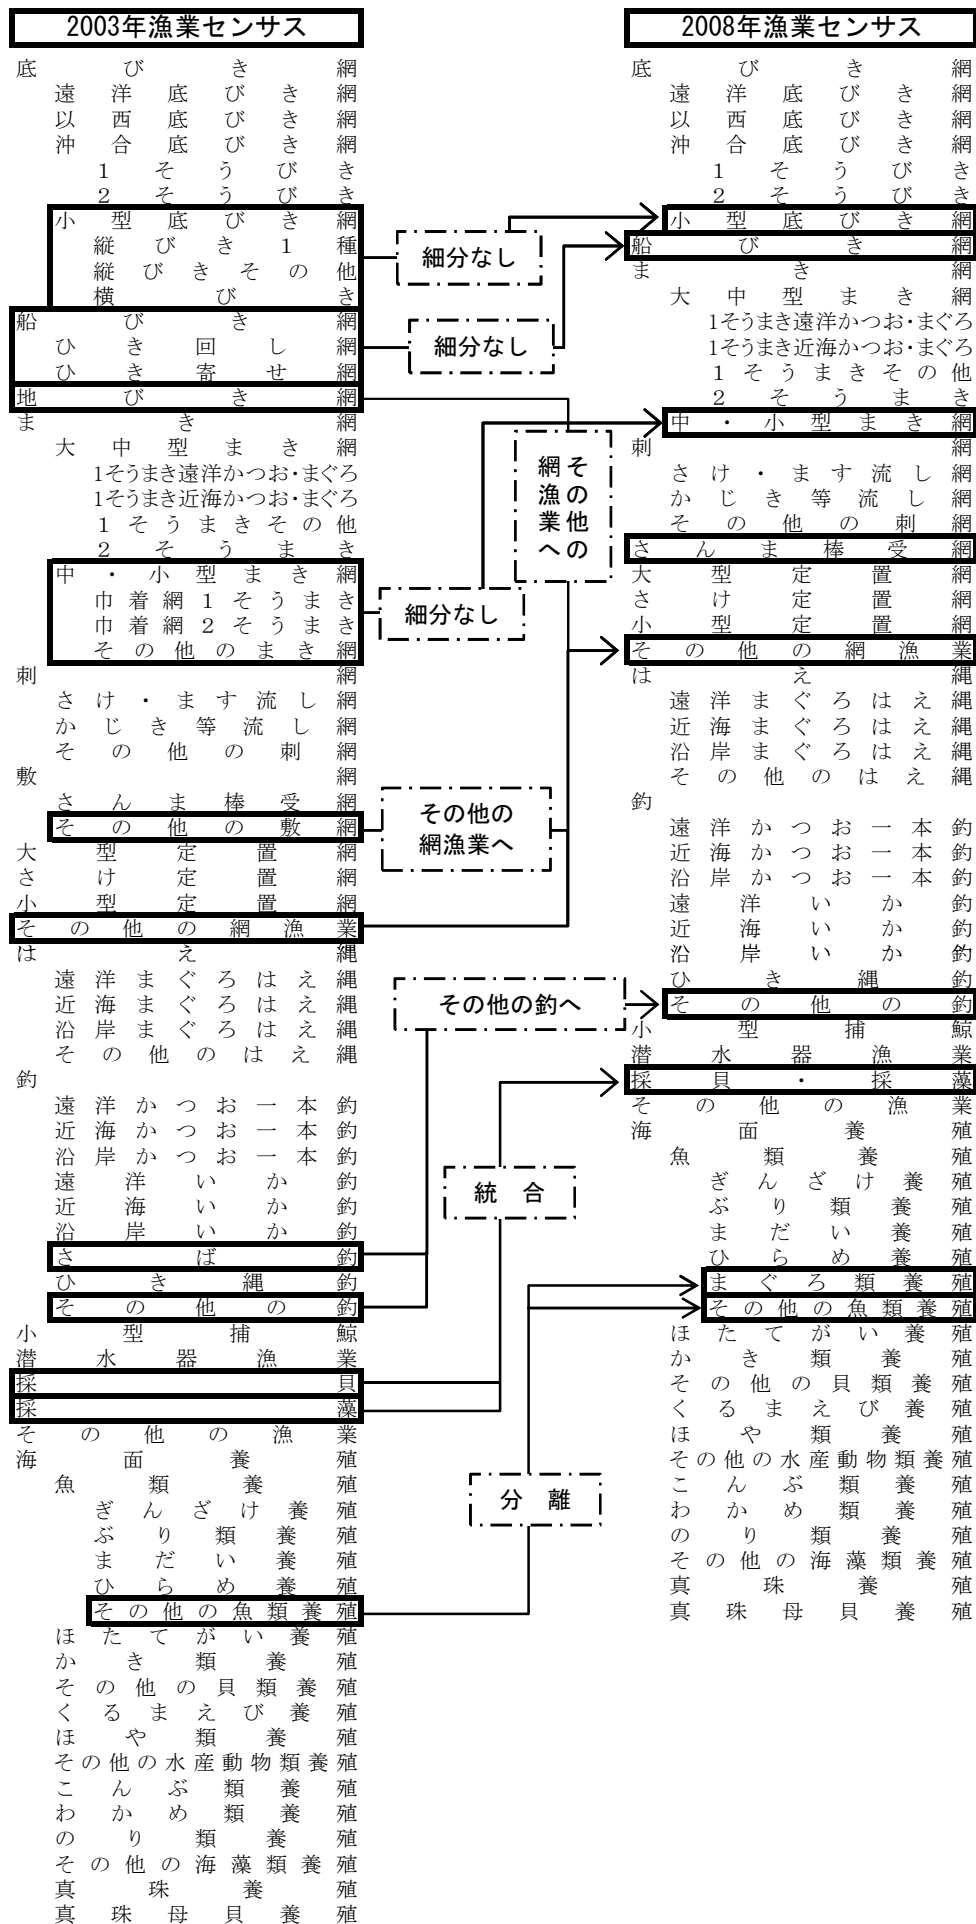 2003年漁業センサス
底びき網
遠洋底びき網
以西底びき網
沖合底びき網
1そうびき
2そうびき
小型底びき網
縦びき1種
縦びきその他
横びき
船びき網
ひき回し網
ひき寄せ網
地びき網
まき網
大中型まき網
1そうまき遠洋かつお・まぐろ
1そうまき近海かつお・まぐろ
1そうまきその他
2そうまき
中・小型まき網
巾着網1そうまき
巾着網2そうまき
その他のまき網
刺網
さけ・ます流し網
かじき等流し網
その他の刺網
敷網
さんま棒受網
その他の敷網
大型定置網
さけ定置網
小型定置網
その他の網漁業
はえ縄
遠洋まぐろはえ縄
近海まぐろはえ縄
沿岸まぐろはえ縄
その他のはえ縄
釣
遠洋かつお一本釣
近海かつお一本釣
沿岸かつお一本釣
遠洋いか釣
近海いか釣
沿岸いか釣
さば釣
ひき縄釣
その他の釣
小型捕鯨
潜水器漁業
採貝
採藻
その他の漁業
海面養殖
魚類養殖
ぎんざけ養殖
ぶり類養殖
まだい養殖
ひらめ養殖
その他の魚類養殖
ほたてがい養殖
かき類養殖
その他の貝類養殖
くるまえび養殖
ほや類養殖
その他の水産動物類養殖
こんぶ類養殖
わかめ類養殖
のり類養殖
その他の海藻類養殖
真珠養殖
真珠母貝養殖
細分なし
細分なし
その他の
網漁業へ
細分なし
その他の
網漁業へ
その他の釣へ
統合
分離
2008年漁業センサス
底びき網
遠洋底びき網
以西底びき網
沖合底びき網
1そうびき
2そうびき
小型底びき網
船びき網
まき網
大中型まき網
1そうまき遠洋かつお・まぐろ
1そうまき近海かつお・まぐろ
1そうまきその他
2そうまき
中・小型まき網
刺網
さけ・ます流し網
かじき等流し網
その他の刺網
さんま棒受網
大型定置網
さけ定置網
小型定置網
その他の網漁業
はえ縄
遠洋まぐろはえ縄
近海まぐろはえ縄
沿岸まぐろはえ縄
その他のはえ縄
釣
遠洋かつお一本釣
近海かつお一本釣
沿岸かつお一本釣
遠洋いか釣
近海いか釣
沿岸いか釣
ひき縄釣
その他の釣
小型捕鯨
潜水器漁業
採貝・採藻
その他の漁業
海面養殖
魚類養殖
ぎんざけ養殖
ぶり類養殖
まだい養殖
ひらめ養殖
まぐろ類養殖
その他の魚類養殖
ほたてがい養殖
かき類養殖
その他の貝類養殖
くるまえび養殖
ほや類養殖
その他の水産動物類養殖
こんぶ類養殖
わかめ類養殖
のり類養殖
その他の海藻類養殖
真珠養殖
真珠母貝養殖